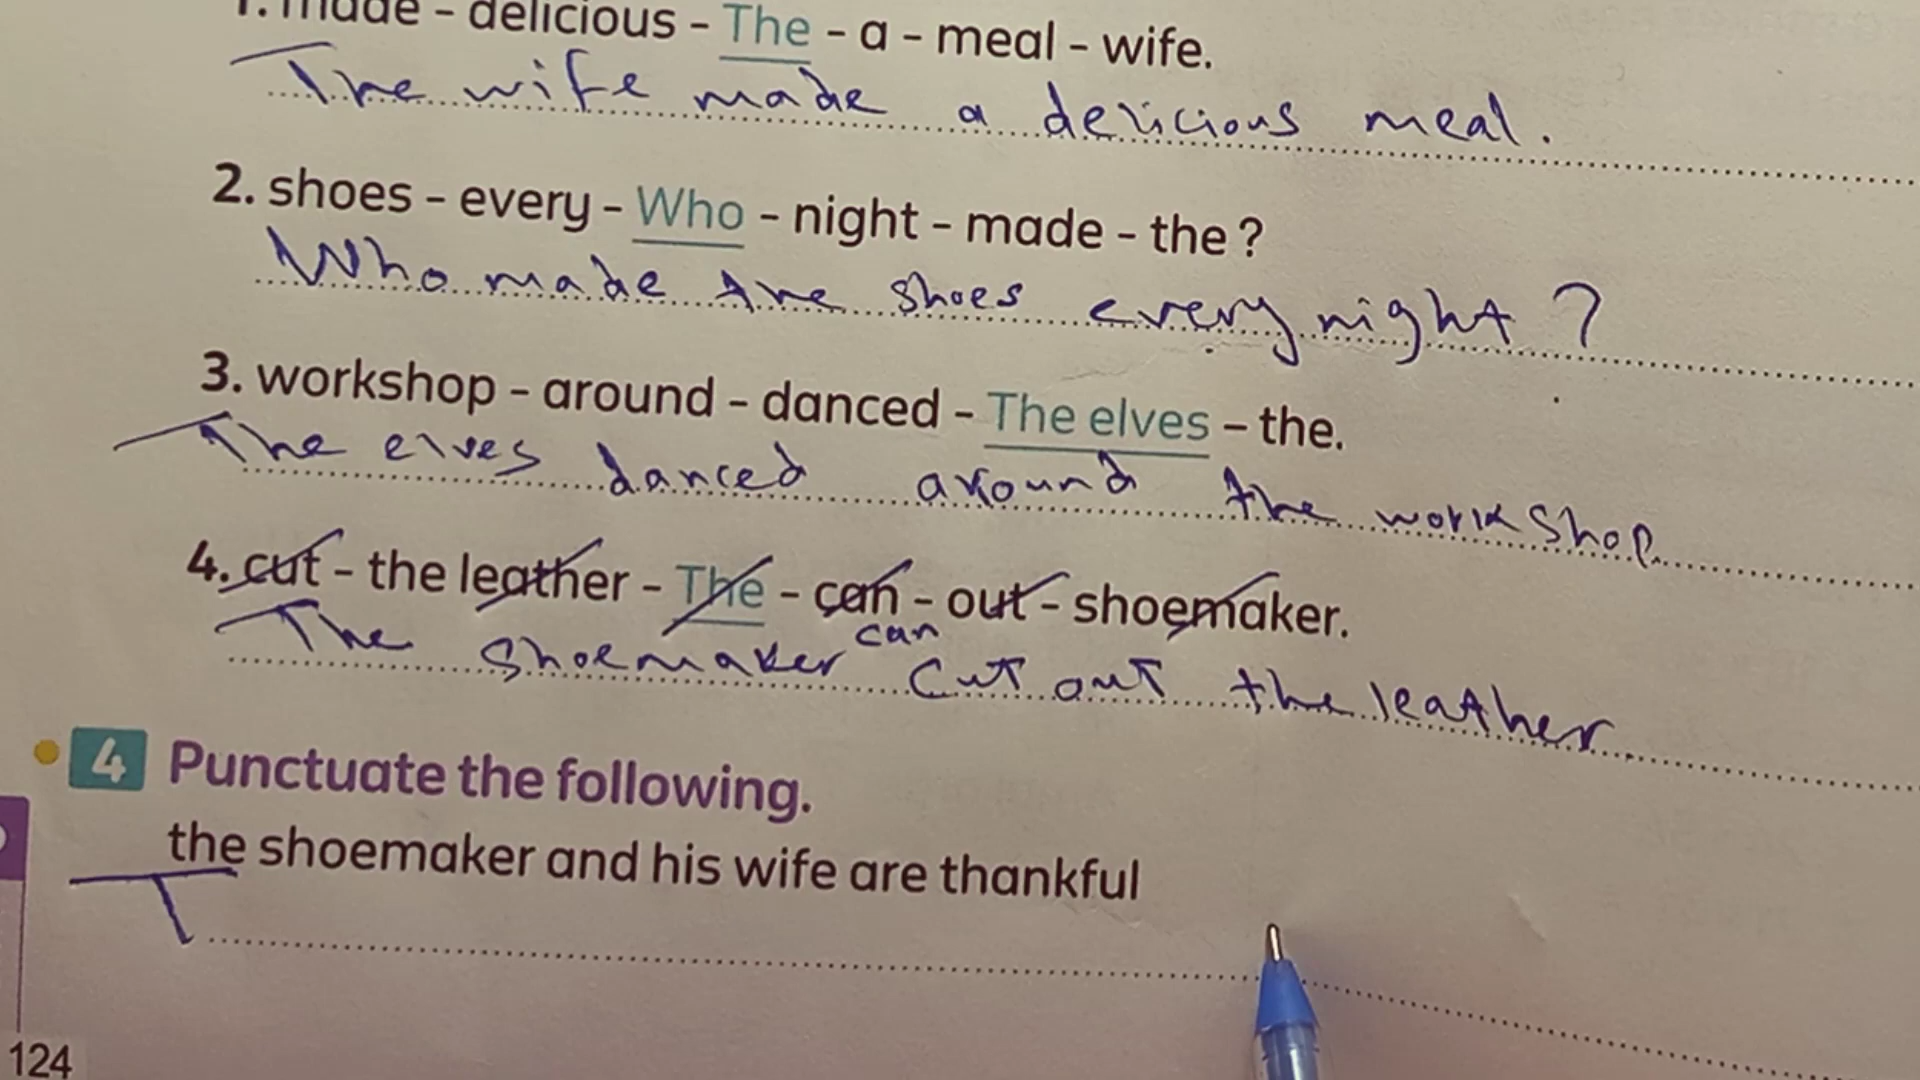 1. made - delicious - The - a - meal - wife.
The wife made a delicious meal.
2. shoes - every - Who - night - made - the ?
Who made the shoes every night ?
3. workshop - around - danced - The elves - the.
The elves danced around the workshop.
4. cut - the leather - The - can - out - shoemaker.
The shoemaker can cut out the leather.
4 Punctuate the following.
the shoemaker and his wife are thankful
T
124